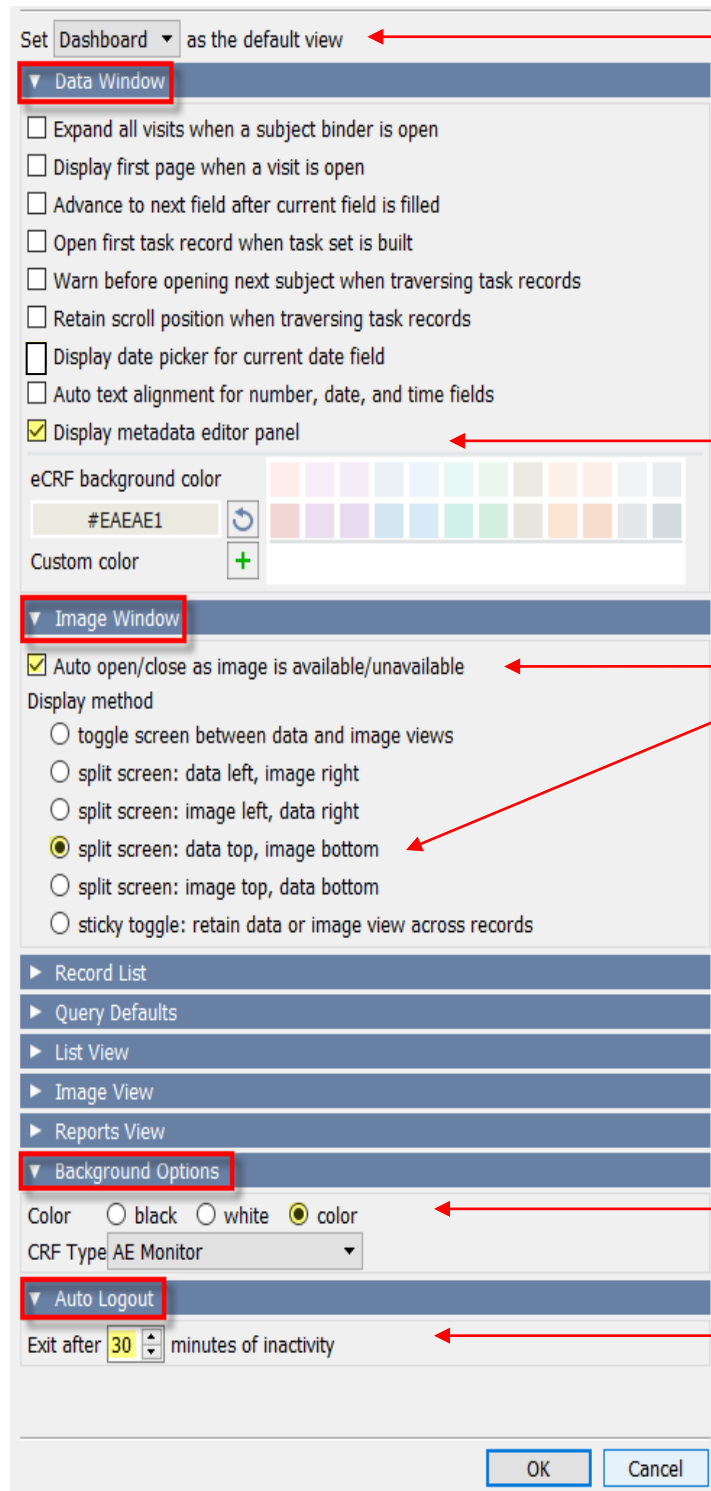 Set Dashboard as the default view
Data Window
Expand all visits when a subject binder is open
Display first page when a visit is open
Advance to next field after current field is filled
Open first task record when task set is built
Warn before opening next subject when traversing task records
Retain scroll position when traversing task records
Display date picker for current date field
Auto text alignment for number, date, and time fields
Display metadata editor panel
eCRF background color
#EAEAE1
Custom color
Image Window
Auto open/close as image is available/unavailable
Display method
toggle screen between data and image views
split screen: data left, image right
split screen: image left, data right
split screen: data top, image bottom
split screen: image top, data bottom
sticky toggle: retain data or image view across records
Record List
Query Defaults
List View
Image View
Reports View
Background Options
Color black white color
CRF Type AE Monitor
Auto Logout
Exit after 30 minutes of inactivity
OK Cancel